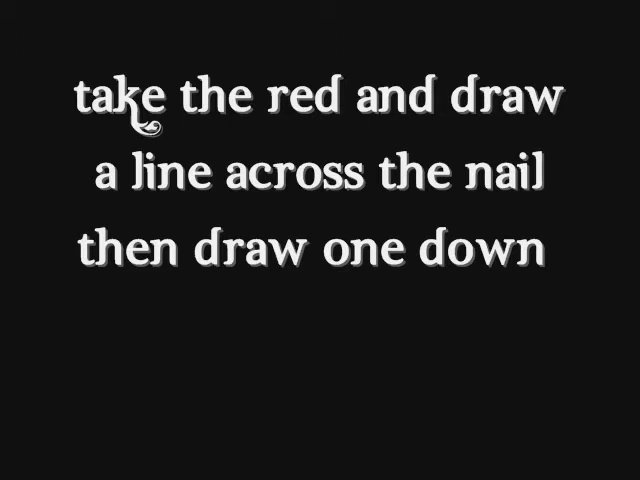 take the red and draw
a line across the nail
then draw one down